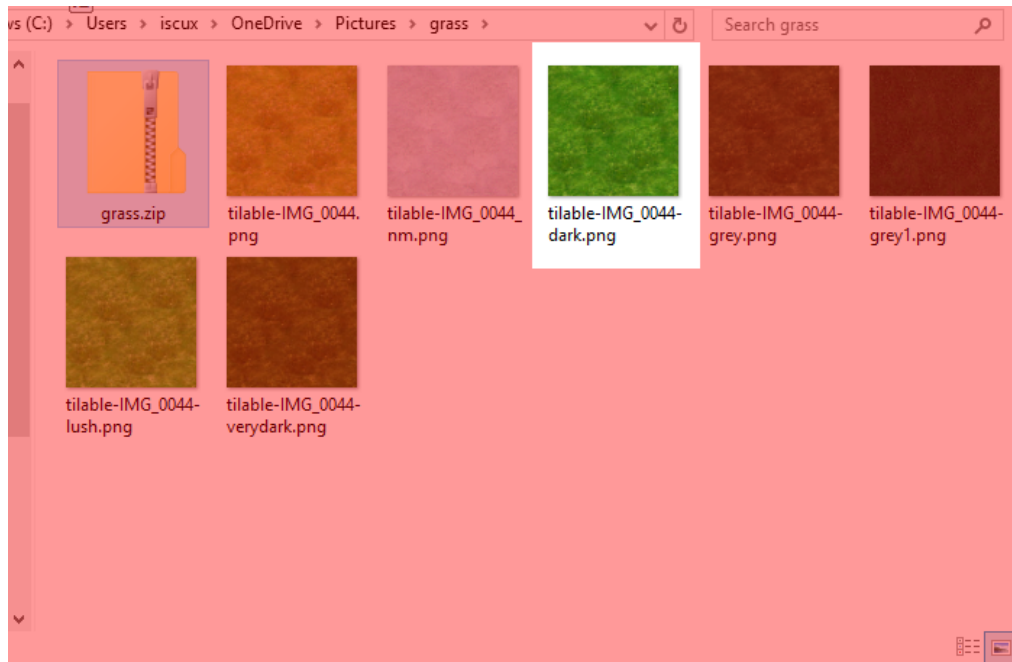 ws (C:) > Users > iscux > OneDrive > Pictures > grass >
Search grass
grass.zip
tilable-IMG_0044.
png
tilable-IMG_0044_
nm.png
tilable-IMG_0044-
dark.png
tilable-IMG_0044-
grey.png
tilable-IMG_0044-
grey1.png
tilable-IMG_0044-
lush.png
tilable-IMG_0044-
verydark.png